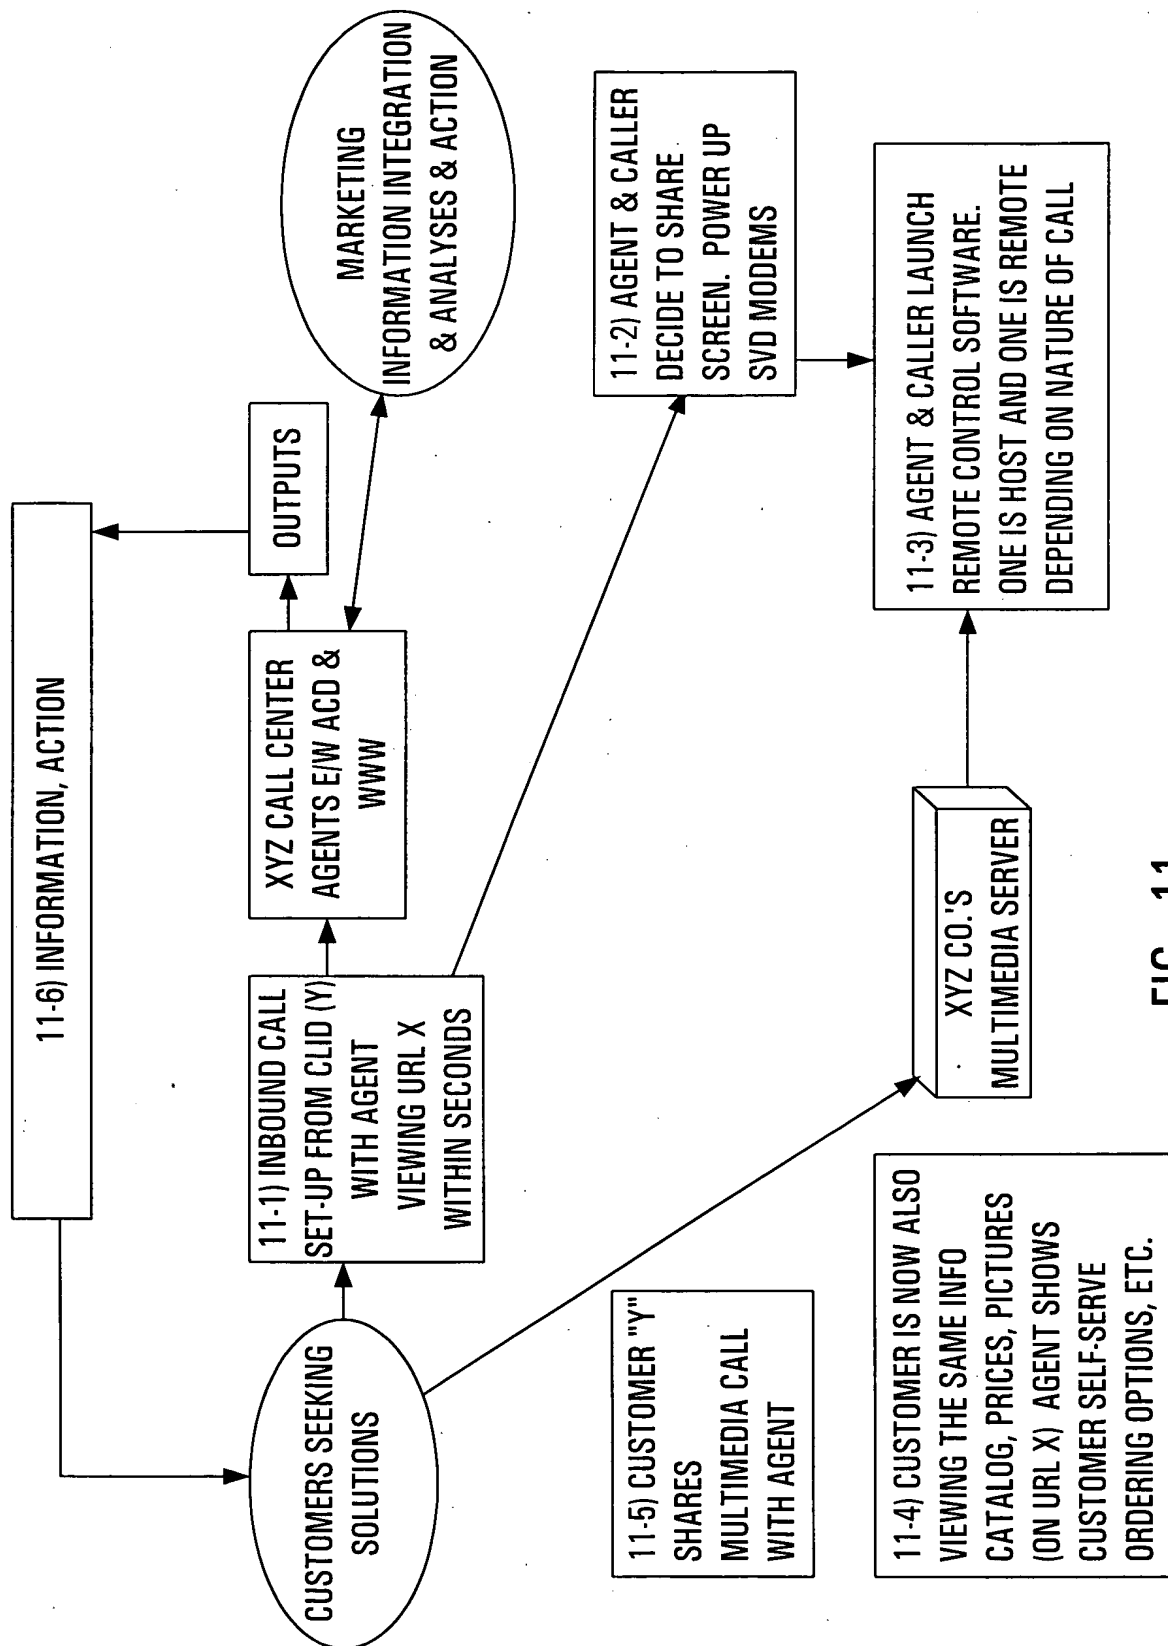 11-6) INFORMATION, ACTION
CUSTOMERS SEEKING
SOLUTIONS
11-1) INBOUND CALL
SET-UP FROM CLID (Y)
WITH AGENT
VIEWING URL X
WITHIN SECONDS
XYZ CALL CENTER
AGENTS E/W ACD &
WWW
OUTPUTS
MARKETING
INFORMATION INTEGRATION
& ANALYSES & ACTION
11-5) CUSTOMER "Y"
SHARES
MULTIMEDIA CALL
WITH AGENT
11-2) AGENT & CALLER
DECIDE TO SHARE
SCREEN. POWER UP
SVD MODEMS
11-4) CUSTOMER IS NOW ALSO
VIEWING THE SAME INFO
CATALOG, PRICES, PICTURES
(ON URL X) AGENT SHOWS
CUSTOMER SELF-SERVE
ORDERING OPTIONS, ETC.
XYZ CO.'S
MULTIMEDIA SERVER
11-3) AGENT & CALLER LAUNCH
REMOTE CONTROL SOFTWARE.
ONE IS HOST AND ONE IS REMOTE
DEPENDING ON NATURE OF CALL
FIG. 11